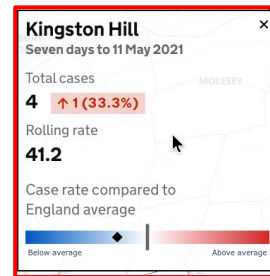 Kingston Hill ×
Seven days to 11 May 2021
Total cases
MOLESEY
4 ↑ 1 (33.3%)
Rolling rate
41.2
Case rate compared to
England average
Below average Above average